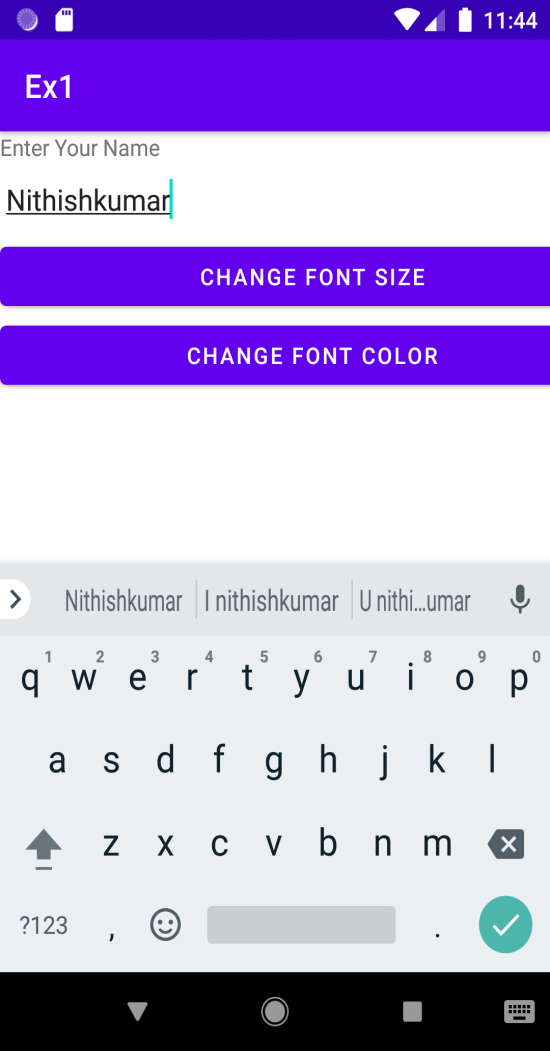 11:44
Ex1
Enter Your Name
Nithishkumar
CHANGE FONT SIZE
CHANGE FONT COLOR
Nithishkumar I nithishkumar U nithi...umar
1 2 3 4 5 6 7 8 9 0
q w e r t y u i o p
a s d f g h j k l
z x c v b n m
?123 , .